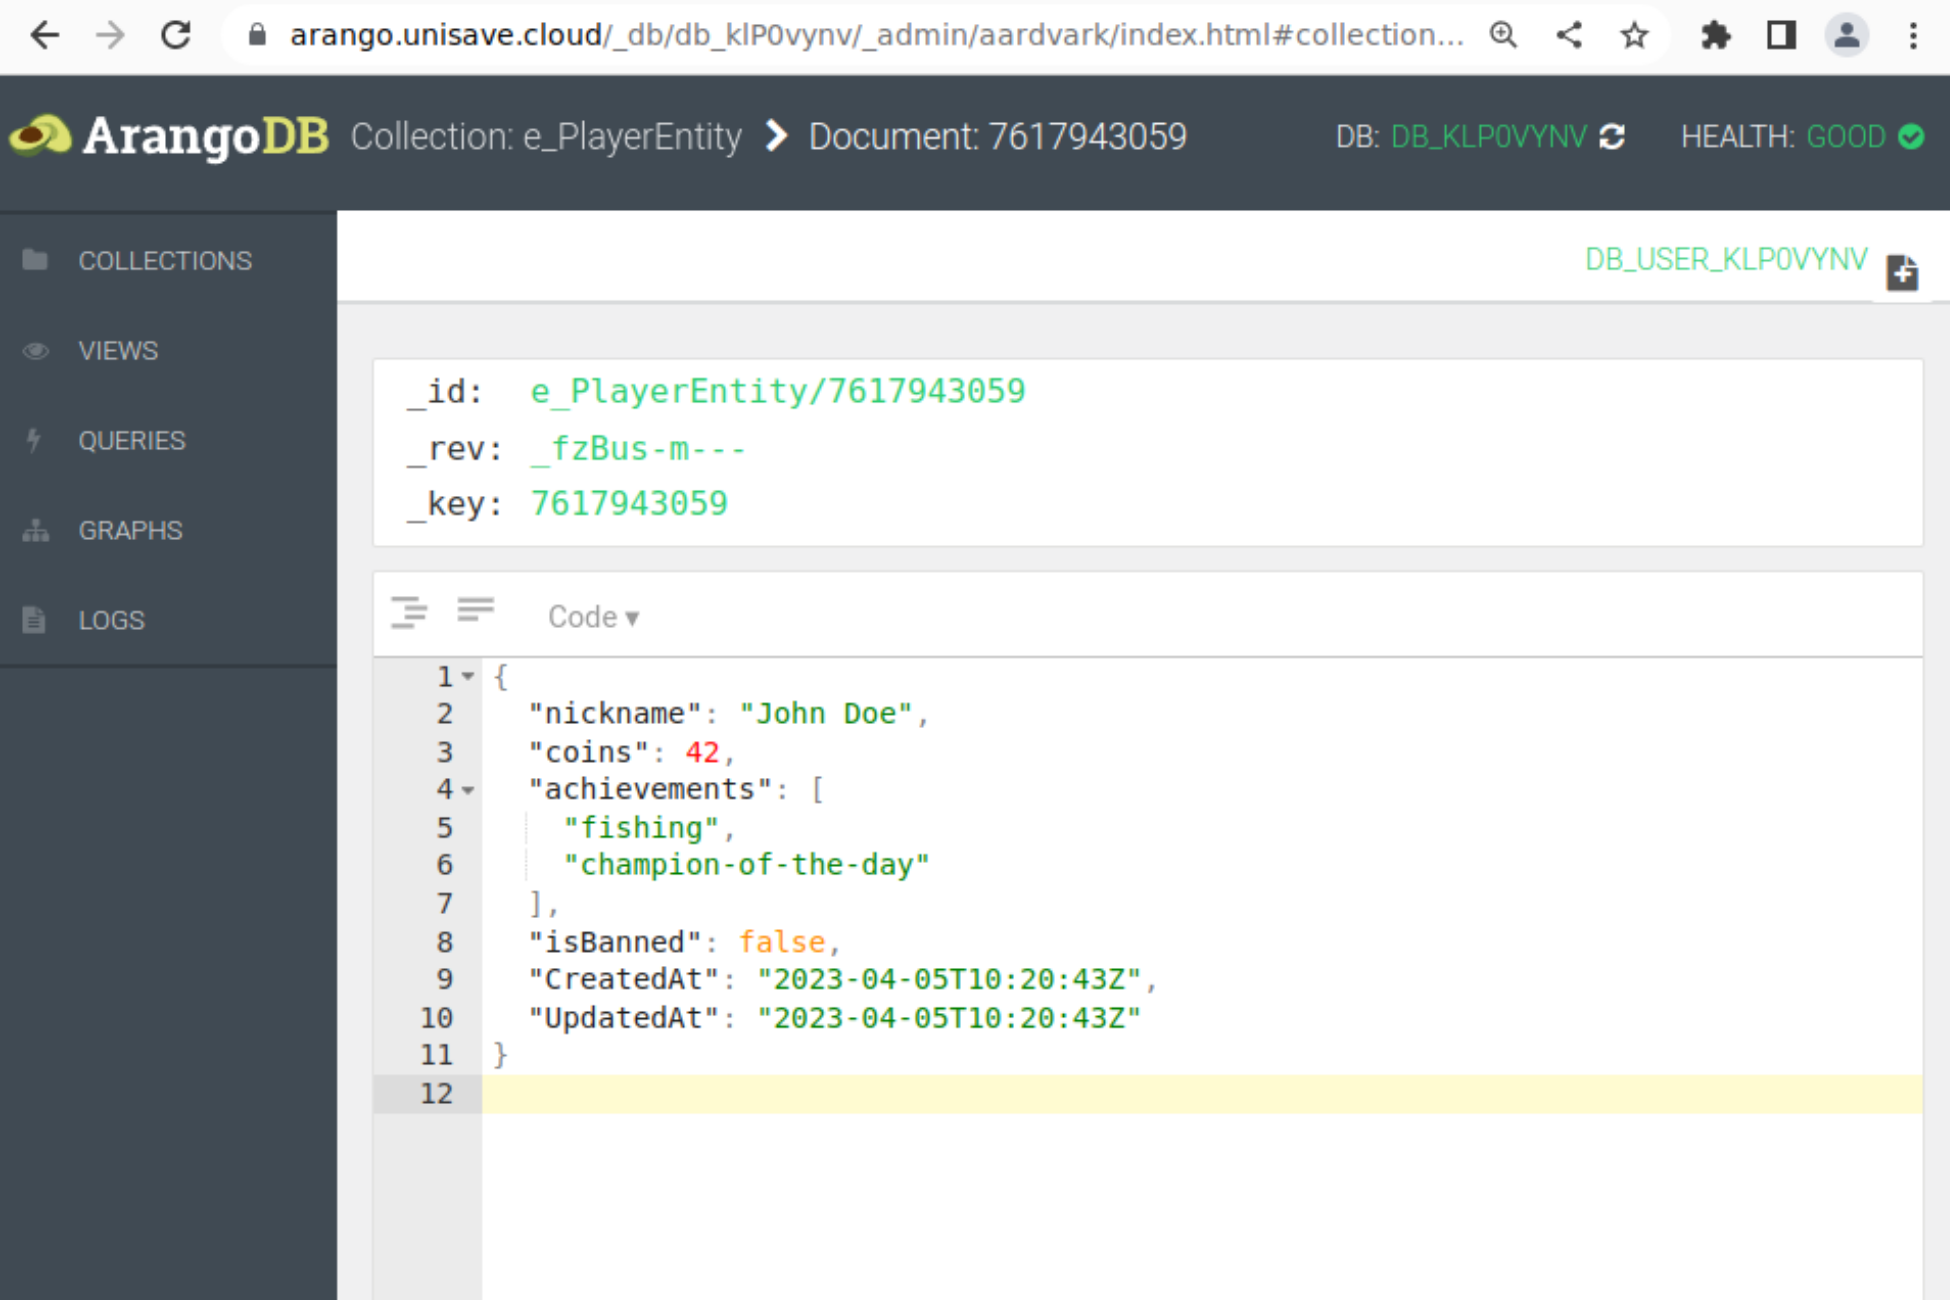 arango.unisave.cloud/_db/db_klP0vynv/_admin/aardvark/index.html#collection...
ArangoDB Collection: e_PlayerEntity Document: 7617943059 DB: DB_KLP0VYNV HEALTH: GOOD
COLLECTIONS
VIEWS
QUERIES
GRAPHS
LOGS
DB_USER_KLP0VYNV
_id: e_PlayerEntity/7617943059
_rev: _fzBus-m---
_key: 7617943059
Code ▾
1 {
2 "nickname": "John Doe",
3 "coins": 42,
4 "achievements": [
5 "fishing",
6 "champion-of-the-day"
7 ],
8 "isBanned": false,
9 "CreatedAt": "2023-04-05T10:20:43Z",
10 "UpdatedAt": "2023-04-05T10:20:43Z"
11 }
12